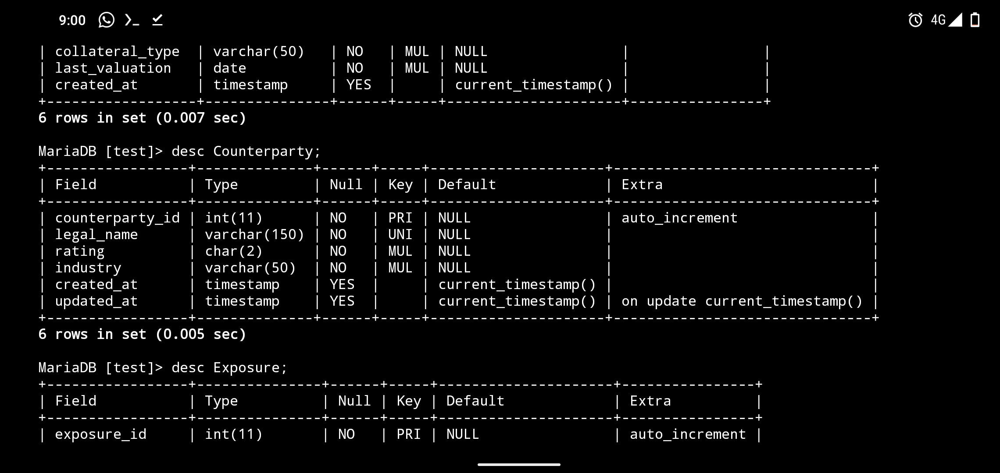 9:00 4G
| collateral_type  | varchar(50)   | NO   | MUL | NULL                |                |
| last_valuation   | date          | NO   | MUL | NULL                |                |
| created_at       | timestamp     | YES  |     | current_timestamp() |                |
+------------------+---------------+------+-----+---------------------+----------------+
6 rows in set (0.007 sec)

MariaDB [test]> desc Counterparty;
+-----------------+--------------+------+-----+---------------------+-------------------------------+
| Field           | Type         | Null | Key | Default             | Extra                         |
+-----------------+--------------+------+-----+---------------------+-------------------------------+
| counterparty_id | int(11)      | NO   | PRI | NULL                | auto_increment                |
| legal_name      | varchar(150) | NO   | UNI | NULL                |                               |
| rating          | char(2)      | NO   | MUL | NULL                |                               |
| industry        | varchar(50)  | NO   | MUL | NULL                |                               |
| created_at      | timestamp    | YES  |     | current_timestamp() |                               |
| updated_at      | timestamp    | YES  |     | current_timestamp() | on update current_timestamp() |
+-----------------+--------------+------+-----+---------------------+-------------------------------+
6 rows in set (0.005 sec)

MariaDB [test]> desc Exposure;
+-----------------+---------------+------+-----+---------------------+----------------+
| Field           | Type          | Null | Key | Default             | Extra          |
+-----------------+---------------+------+-----+---------------------+----------------+
| exposure_id     | int(11)       | NO   | PRI | NULL                | auto_increment |